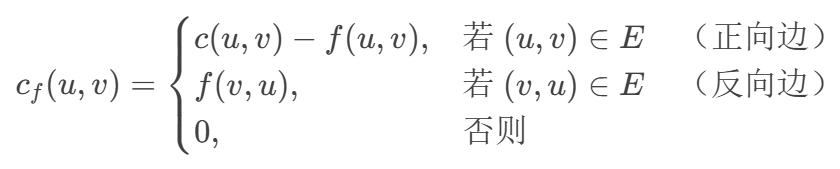 c(u, v) − f(u, v), 若 (u, v) ∈ E （正向边）
c_f(u, v) = { f(v, u), 若 (v, u) ∈ E （反向边）
0, 否则